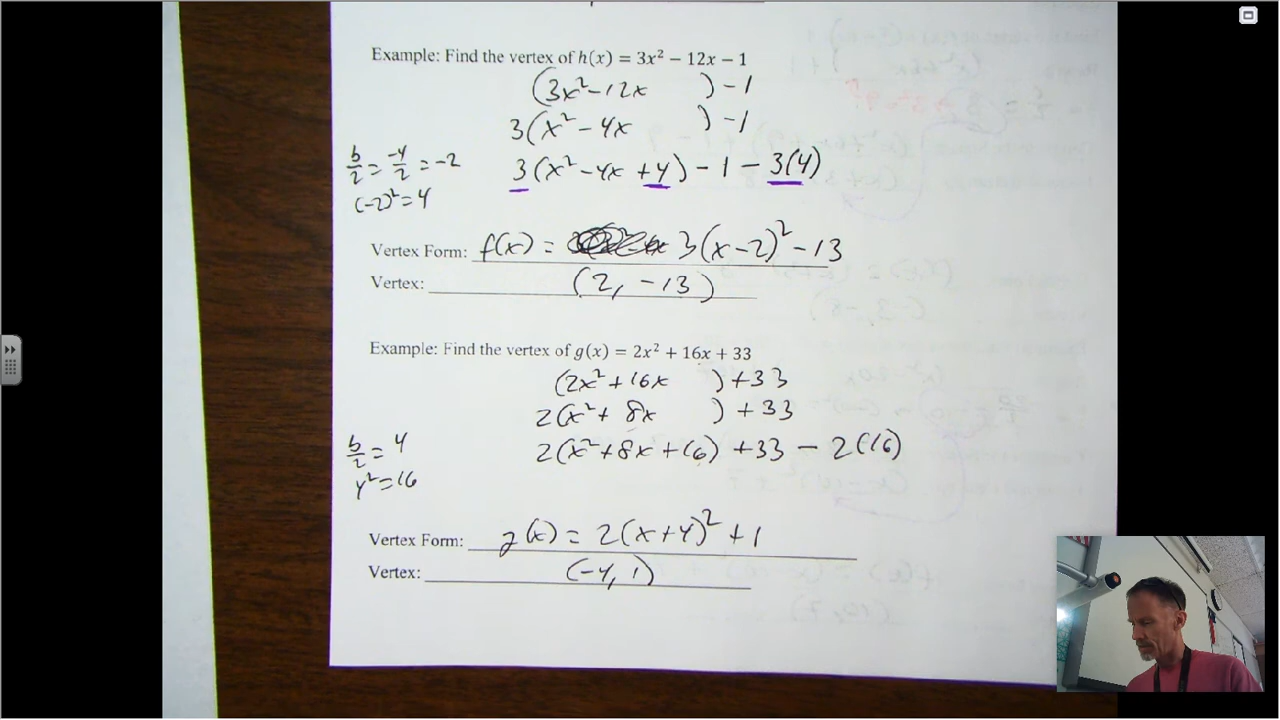 Example: Find the vertex of h(x) = 3x² − 12x − 1
(3x²−12x ) −1
3(x² − 4x ) −1
b/2 = -4/2 = -2
3(x² − 4x + 4) − 1 − 3(4)
(-2)² = 4
Vertex Form: f(x) = 3(x−2)² − 13
Vertex: (2, −13)
Example: Find the vertex of g(x) = 2x² + 16x + 33
(2x² + 16x ) + 33
2(x² + 8x ) + 33
b/2 = 4
2(x² + 8x + 16) + 33 − 2(16)
4² = 16
Vertex Form: g(x) = 2(x+4)² + 1
Vertex: (-4, 1)